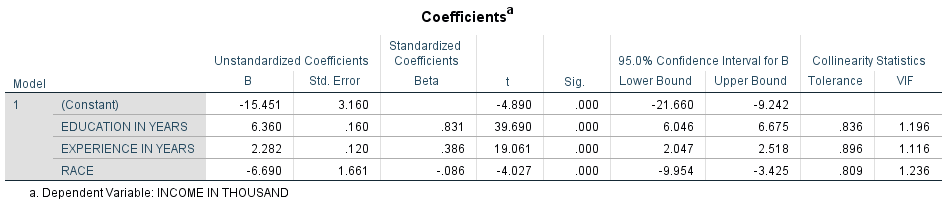 Coefficientsa
Unstandardized Coefficients Standardized Coefficients 95.0% Confidence Interval for B Collinearity Statistics
Model B Std. Error Beta t Sig. Lower Bound Upper Bound Tolerance VIF
1 (Constant) -15.451 3.160 -4.890 .000 -21.660 -9.242
EDUCATION IN YEARS 6.360 .160 .831 39.690 .000 6.046 6.675 .836 1.196
EXPERIENCE IN YEARS 2.282 .120 .386 19.061 .000 2.047 2.518 .896 1.116
RACE -6.690 1.661 -.086 -4.027 .000 -9.954 -3.425 .809 1.236
a. Dependent Variable: INCOME IN THOUSAND